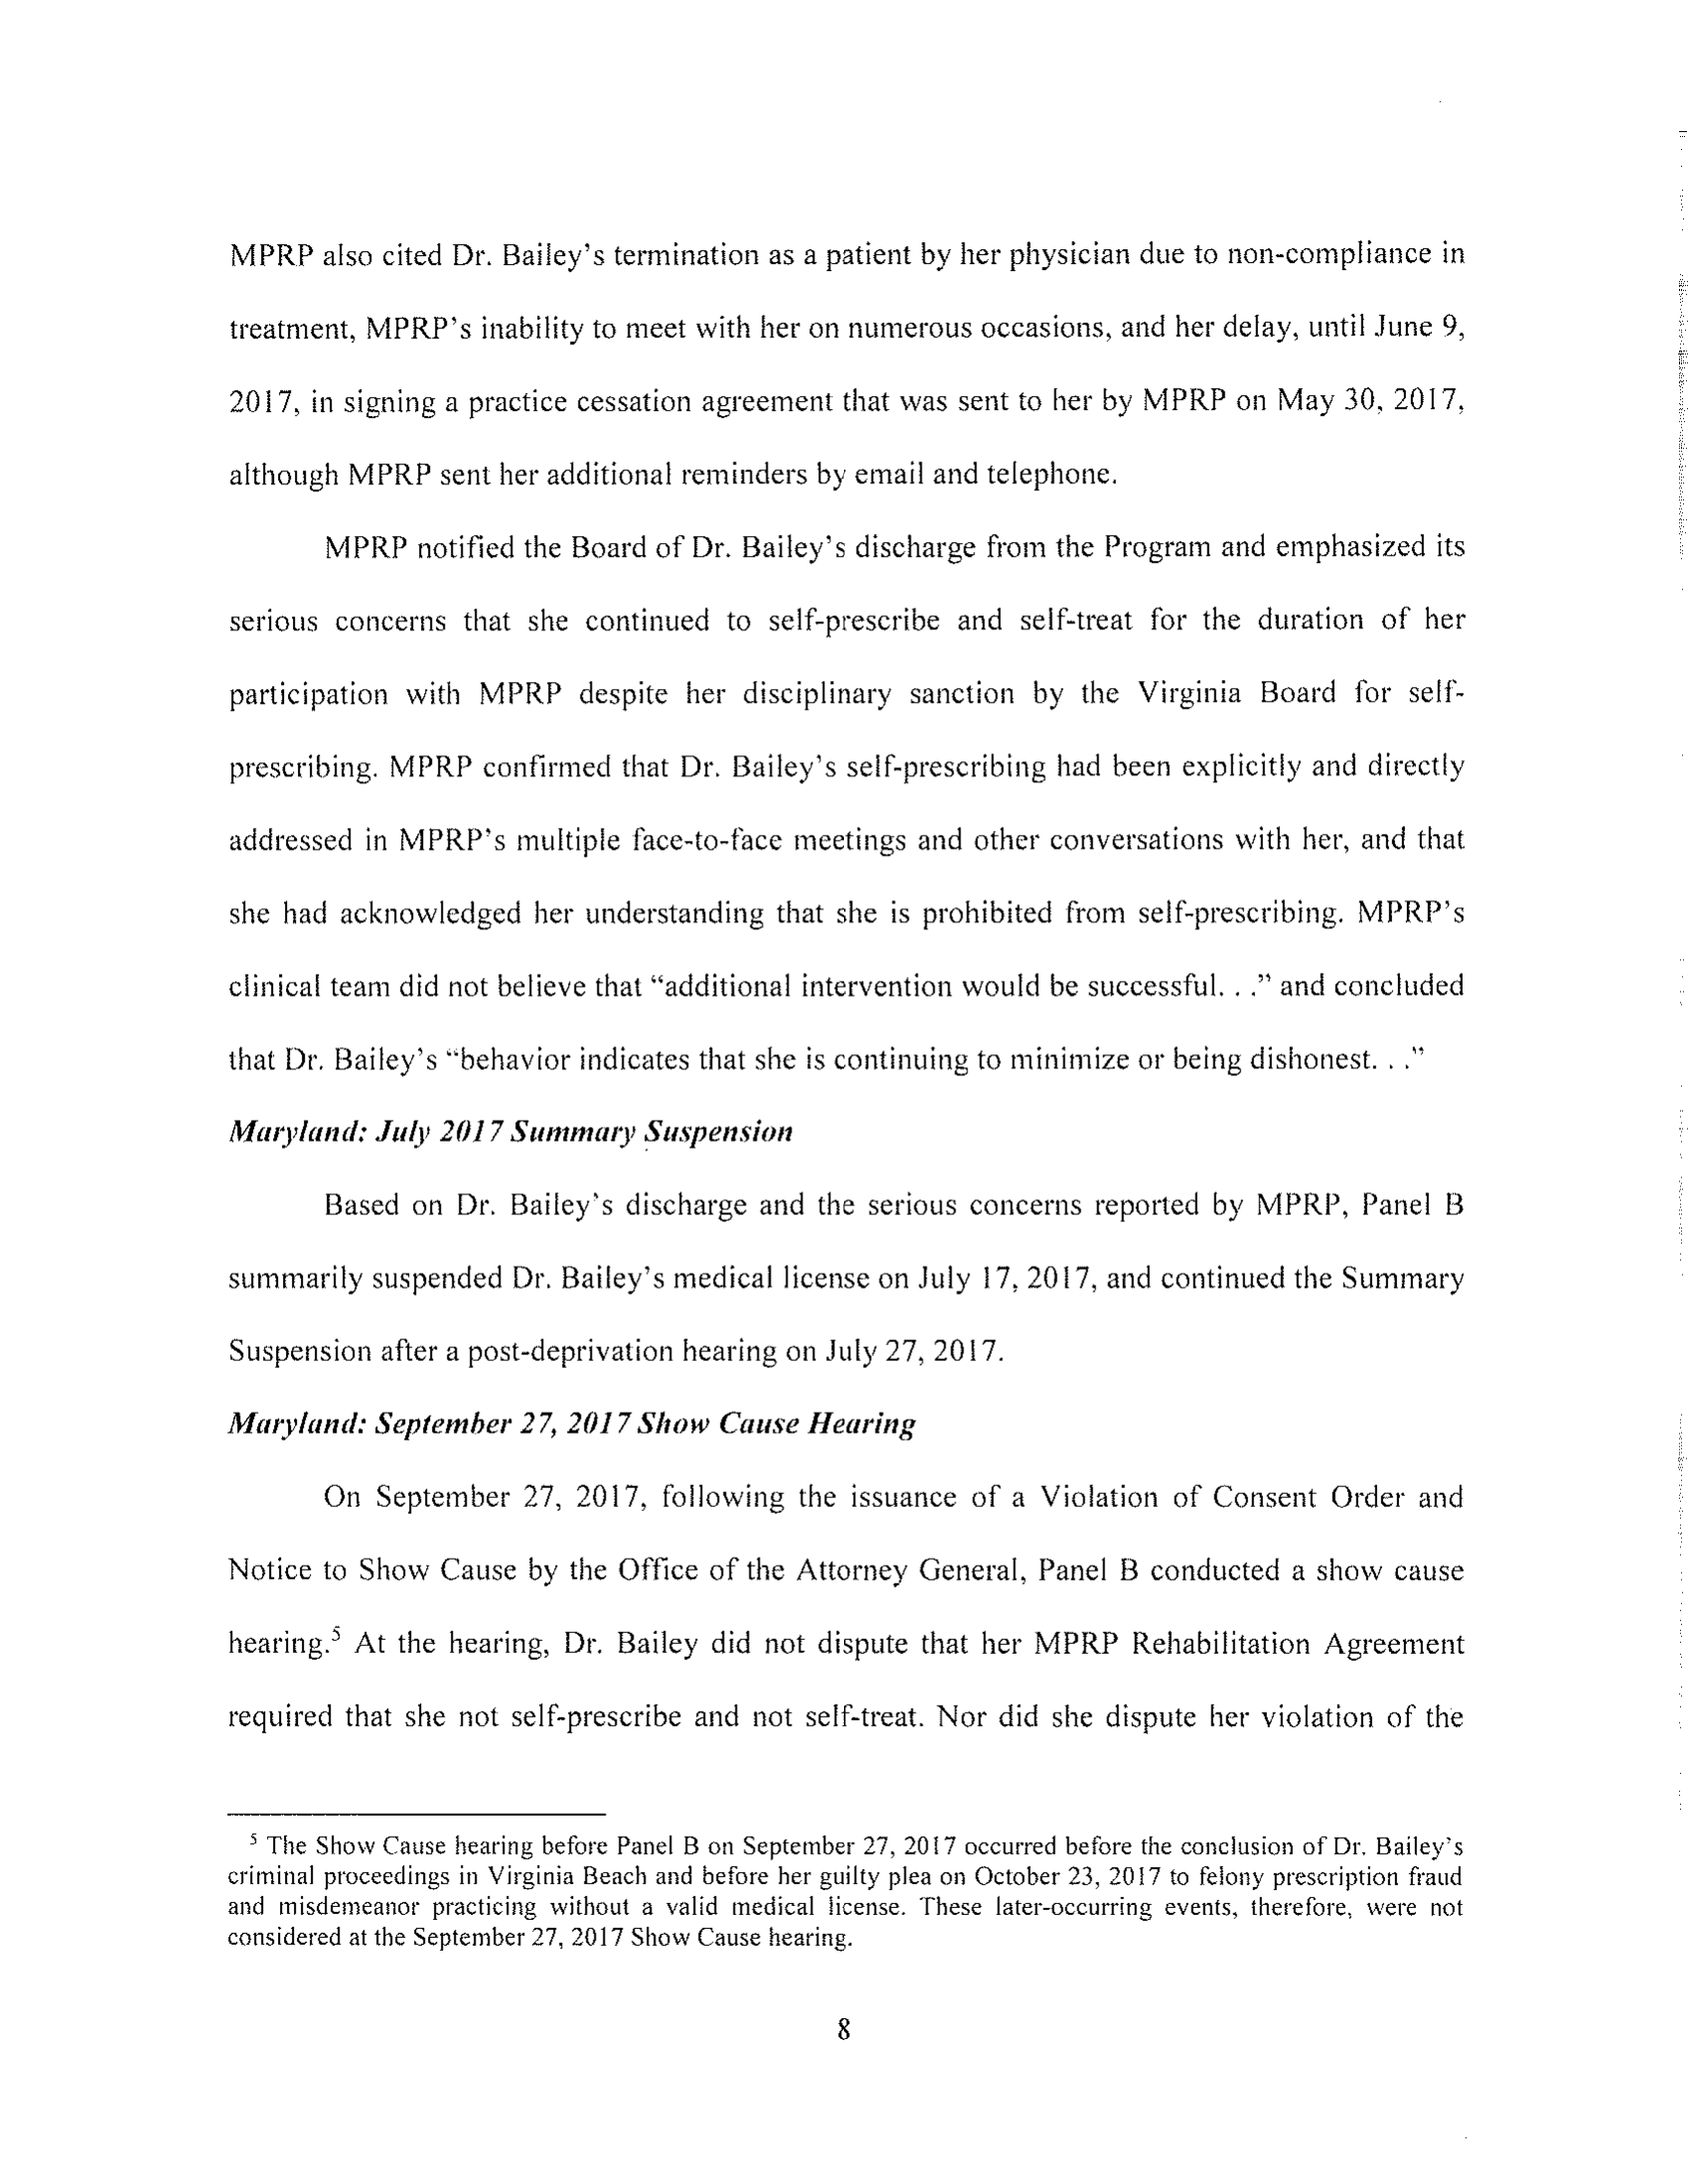 MPRP also cited Dr. Bailey's termination as a patient by her physician due to non-compliance in
treatment, MPRP's inability to meet with her on numerous occasions, and her delay, until June 9,
2017, in signing a practice cessation agreement that was sent to her by MPRP on May 30, 2017,
although MPRP sent her additional reminders by email and telephone.
MPRP notified the Board of Dr. Bailey's discharge from the Program and emphasized its
serious concerns that she continued to self-prescribe and self-treat for the duration of her
participation with MPRP despite her disciplinary sanction by the Virginia Board for self-
prescribing. MPRP confirmed that Dr. Bailey's self-prescribing had been explicitly and directly
addressed in MPRP's multiple face-to-face meetings and other conversations with her, and that
she had acknowledged her understanding that she is prohibited from self-prescribing. MPRP's
clinical team did not believe that "additional intervention would be successful. . ." and concluded
that Dr. Bailey's "behavior indicates that she is continuing to minimize or being dishonest. . ."
Maryland: July 2017 Summary Suspension
Based on Dr. Bailey's discharge and the serious concerns reported by MPRP, Panel B
summarily suspended Dr. Bailey's medical license on July 17, 2017, and continued the Summary
Suspension after a post-deprivation hearing on July 27, 2017.
Maryland: September 27, 2017 Show Cause Hearing
On September 27, 2017, following the issuance of a Violation of Consent Order and
Notice to Show Cause by the Office of the Attorney General, Panel B conducted a show cause
hearing.5 At the hearing, Dr. Bailey did not dispute that her MPRP Rehabilitation Agreement
required that she not self-prescribe and not self-treat. Nor did she dispute her violation of the
5 The Show Cause hearing before Panel B on September 27, 2017 occurred before the conclusion of Dr. Bailey's
criminal proceedings in Virginia Beach and before her guilty plea on October 23, 2017 to felony prescription fraud
and misdemeanor practicing without a valid medical license. These later-occurring events, therefore, were not
considered at the September 27, 2017 Show Cause hearing.
8